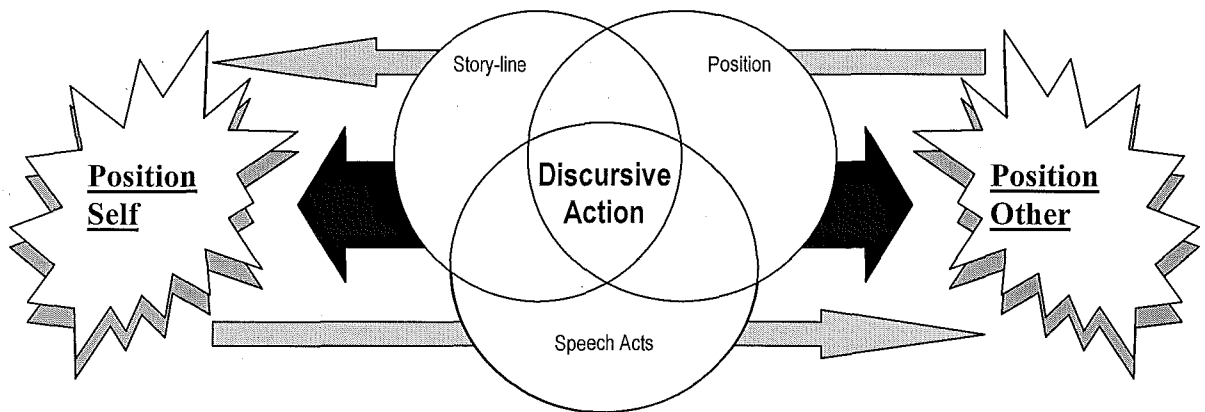 Story-line
Position
Position
Self
Discursive
Action
Position
Other
Speech Acts